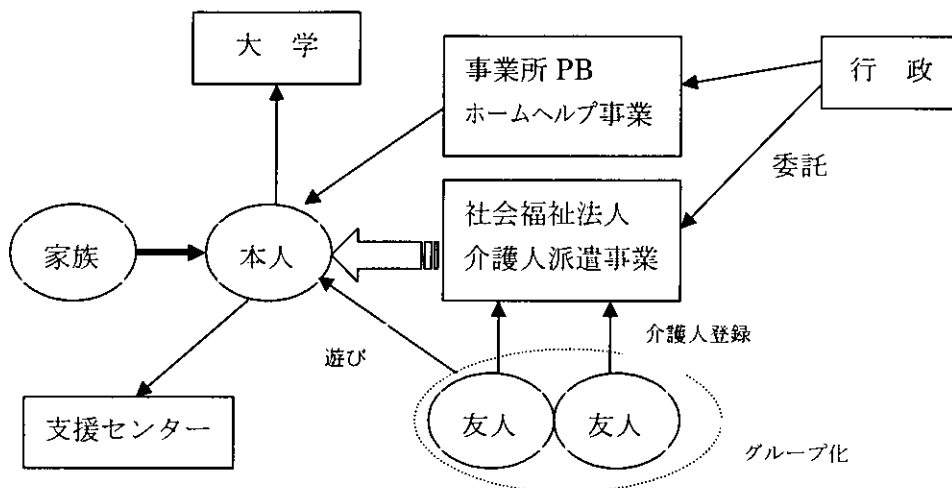 大 学
事業所 PB
ホームヘルプ事業
行 政
委託
社会福祉法人
介護人派遣事業
家族
本人
介護人登録
遊び
友人
友人
支援センター
グループ化